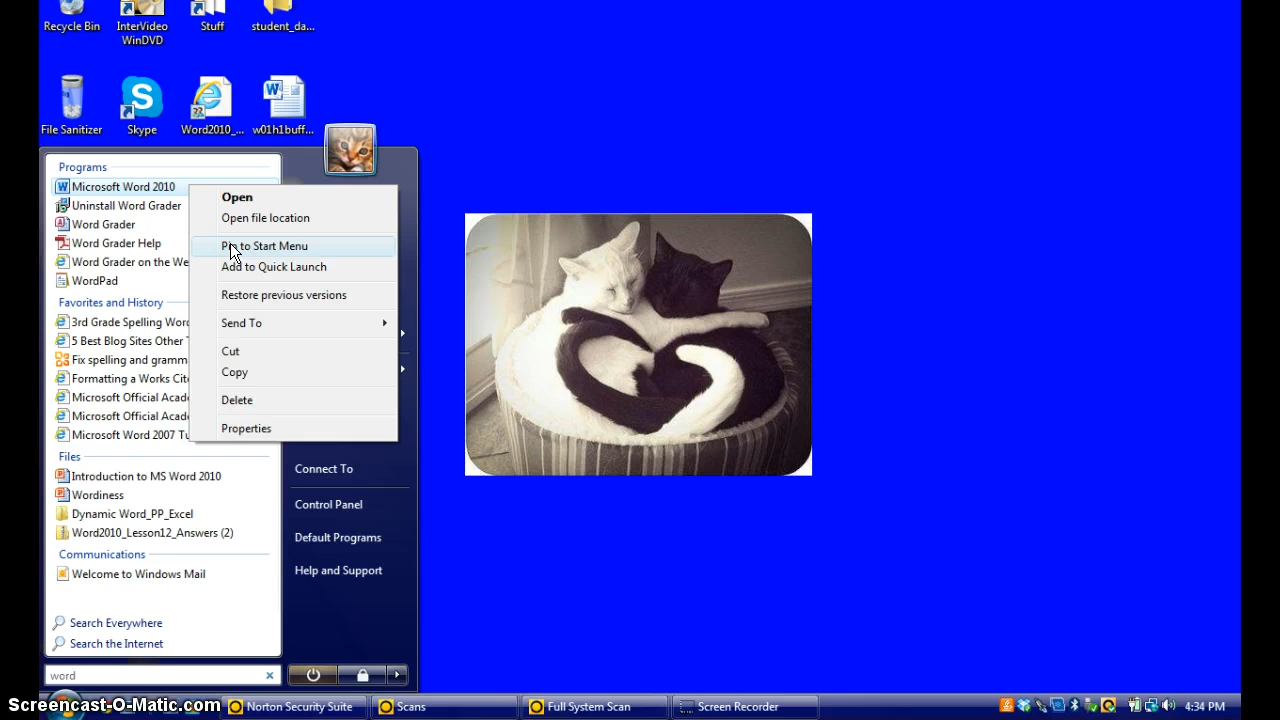 Recycle Bin
InterVideo WinDVD
Stuff
student_da...
File Sanitizer
Skype
Word2010_...
w01h1buff...
Programs
Microsoft Word 2010
Uninstall Word Grader
Word Grader
Word Grader Help
Word Grader on the We
WordPad
Favorites and History
3rd Grade Spelling Word
5 Best Blog Sites Other
Fix spelling and gramma
Formatting a Works Cite
Microsoft Official Acade
Microsoft Official Acade
Microsoft Word 2007 Tu
Files
Introduction to MS Word 2010
Wordiness
Dynamic Word_PP_Excel
Word2010_Lesson12_Answers (2)
Communications
Welcome to Windows Mail
Search Everywhere
Search the Internet
word
Open
Open file location
to Start Menu
Add to Quick Launch
Restore previous versions
Send To
Cut
Copy
Delete
Properties
Connect To
Control Panel
Default Programs
Help and Support
Screencast-O-Matic.com
Norton Security Suite
Scans
Full System Scan
Screen Recorder
4:34 PM